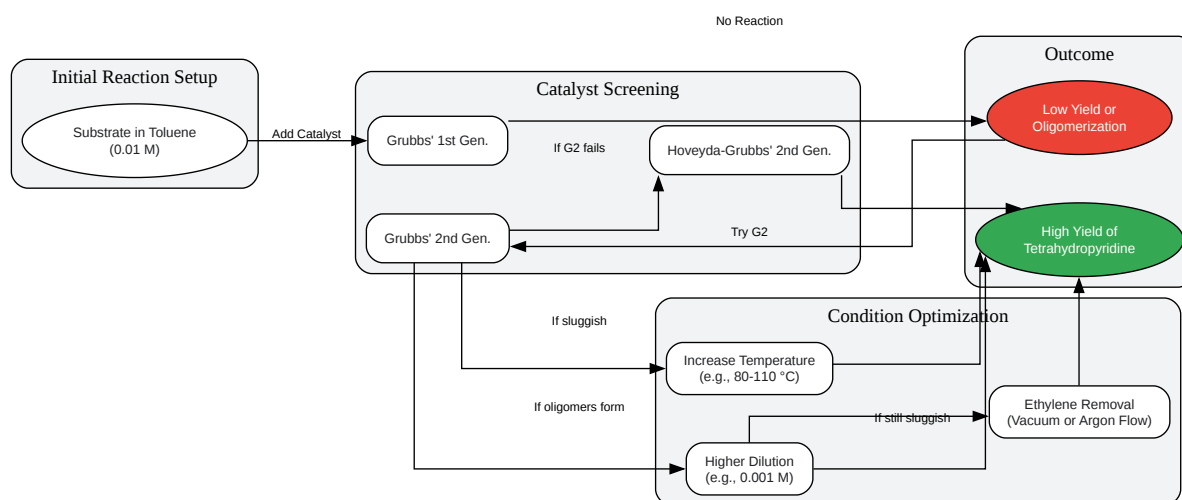 No Reaction
Initial Reaction Setup
Substrate in Toluene
(0.01 M)
Add Catalyst
Catalyst Screening
Grubbs' 1st Gen.
If G2 fails
Hoveyda-Grubbs' 2nd Gen.
Grubbs' 2nd Gen.
Try G2
Outcome
Low Yield or
Oligomerization
High Yield of
Tetrahydropyridine
If sluggish
If oligomers form
Condition Optimization
Increase Temperature
(e.g., 80-110 °C)
Ethylene Removal
(Vacuum or Argon Flow)
If still sluggish
Higher Dilution
(e.g., 0.001 M)